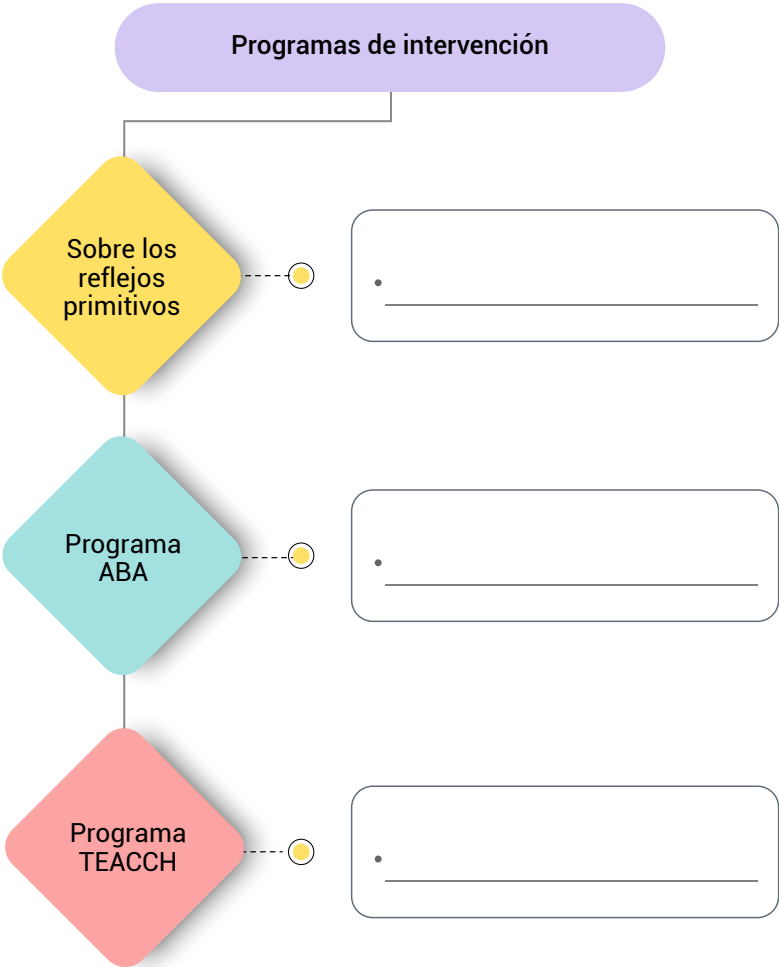 Programas de intervención
Sobre los
reflejos
primitivos
•
Programa
ABA
•
Programa
TEACCH
•